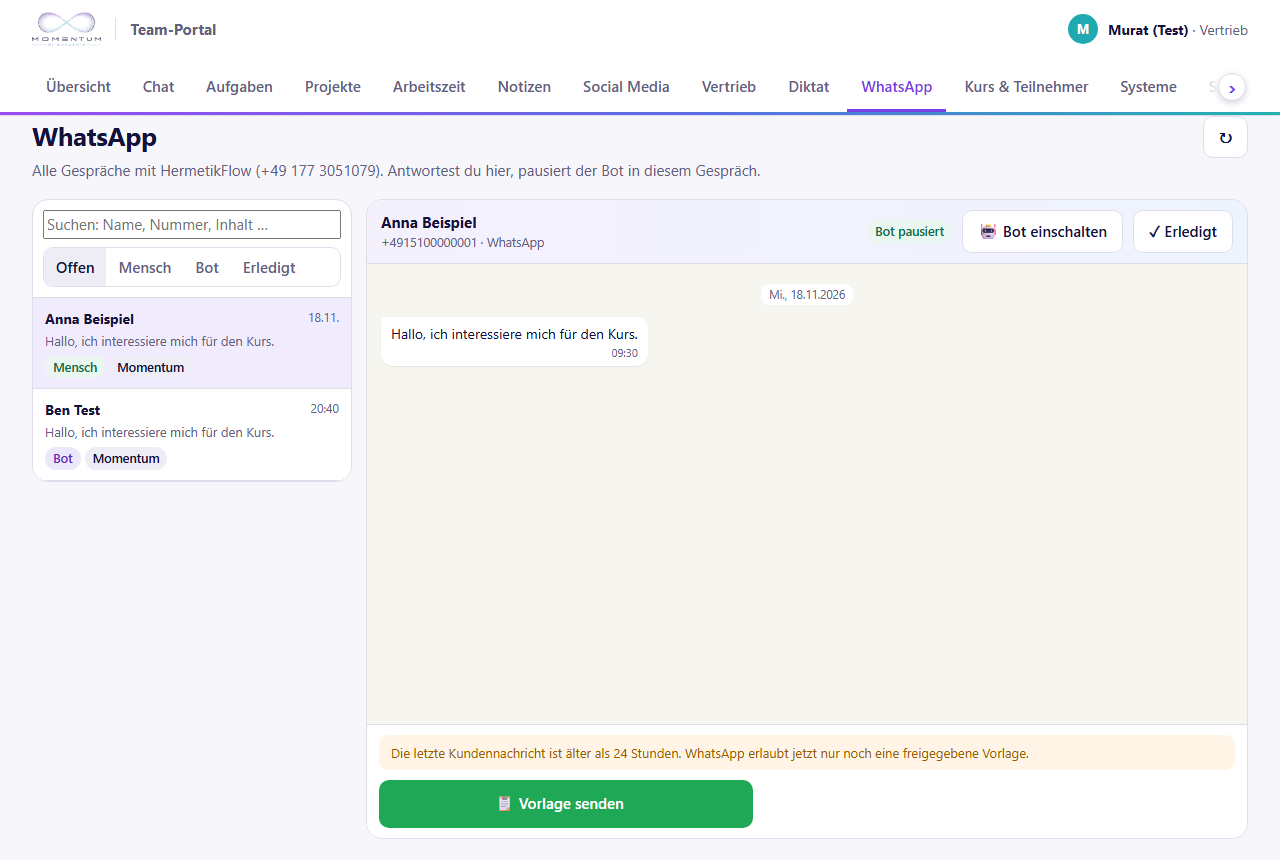 MOMENTUM
Team-Portal
M
Murat (Test) · Vertrieb
Übersicht
Chat
Aufgaben
Projekte
Arbeitszeit
Notizen
Social Media
Vertrieb
Diktat
WhatsApp
Kurs & Teilnehmer
Systeme
WhatsApp
Alle Gespräche mit HermetikFlow (+49 177 3051079). Antwortest du hier, pausiert der Bot in diesem Gespräch.
Suchen: Name, Nummer, Inhalt ...
Offen
Mensch
Bot
Erledigt
Anna Beispiel
18.11.
Hallo, ich interessiere mich für den Kurs.
Mensch
Momentum
Ben Test
20:40
Hallo, ich interessiere mich für den Kurs.
Bot
Momentum
Anna Beispiel
+4915100000001 · WhatsApp
Bot pausiert
Bot einschalten
✓ Erledigt
Mi., 18.11.2026
Hallo, ich interessiere mich für den Kurs.
09:30
Die letzte Kundennachricht ist älter als 24 Stunden. WhatsApp erlaubt jetzt nur noch eine freigegebene Vorlage.
Vorlage senden